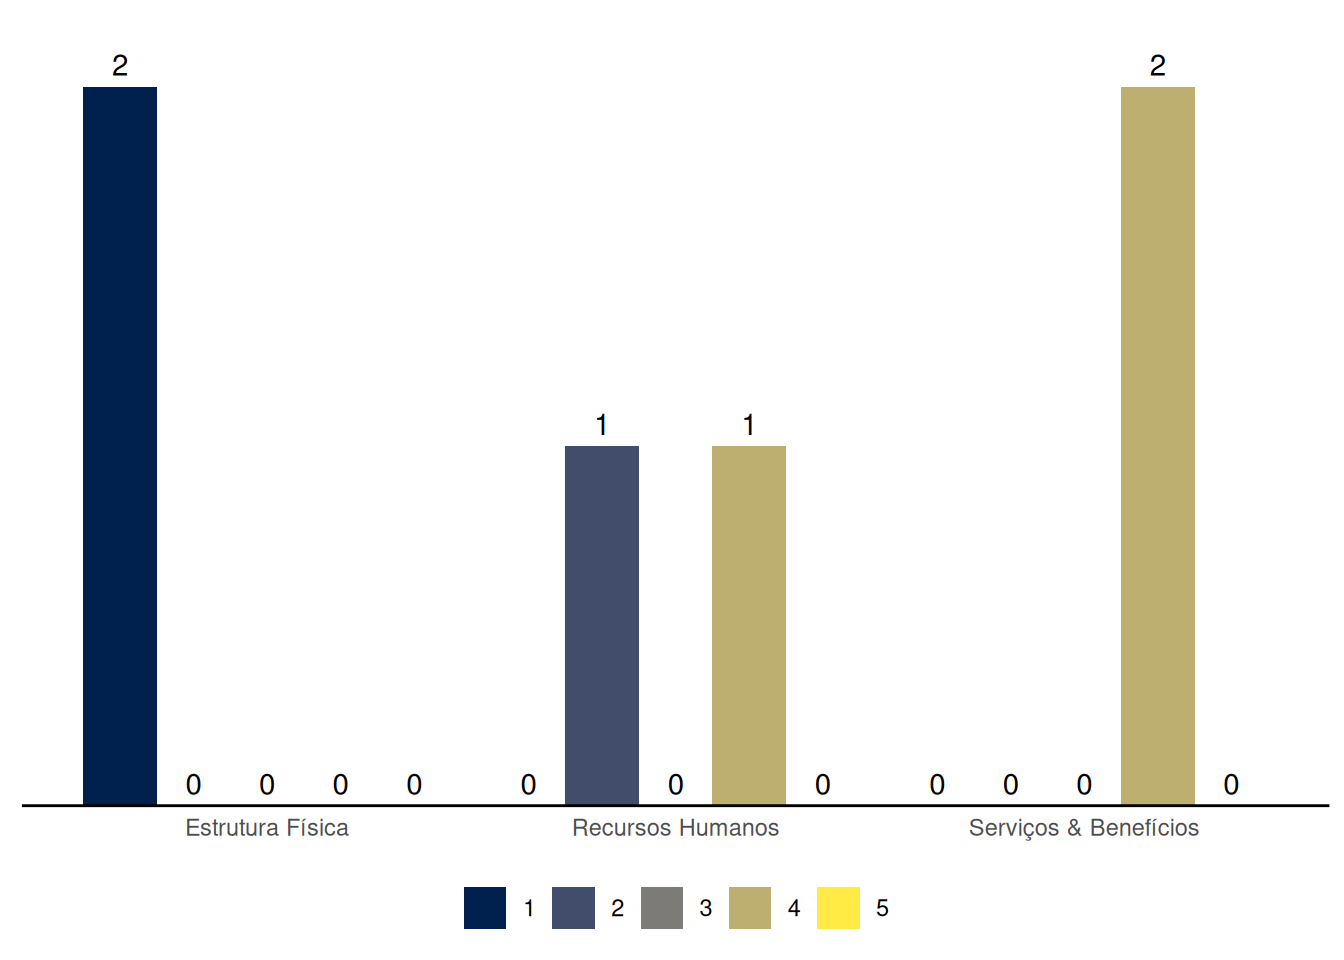 2 2
1 1
0 0 0 0 0 0 0 0 0 0 0
Estrutura Física Recursos Humanos Serviços & Benefícios
1 2 3 4 5